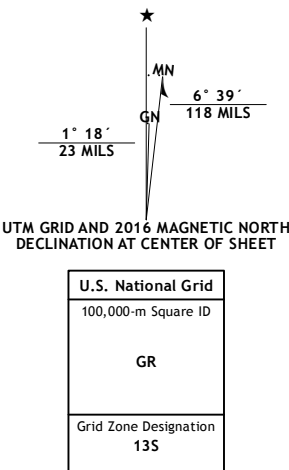 ★
MN
GN
6° 39´
118 MILS
1° 18´
23 MILS
UTM GRID AND 2016 MAGNETIC NORTH
DECLINATION AT CENTER OF SHEET
U.S. National Grid
100,000-m Square ID
GR
Grid Zone Designation
13S